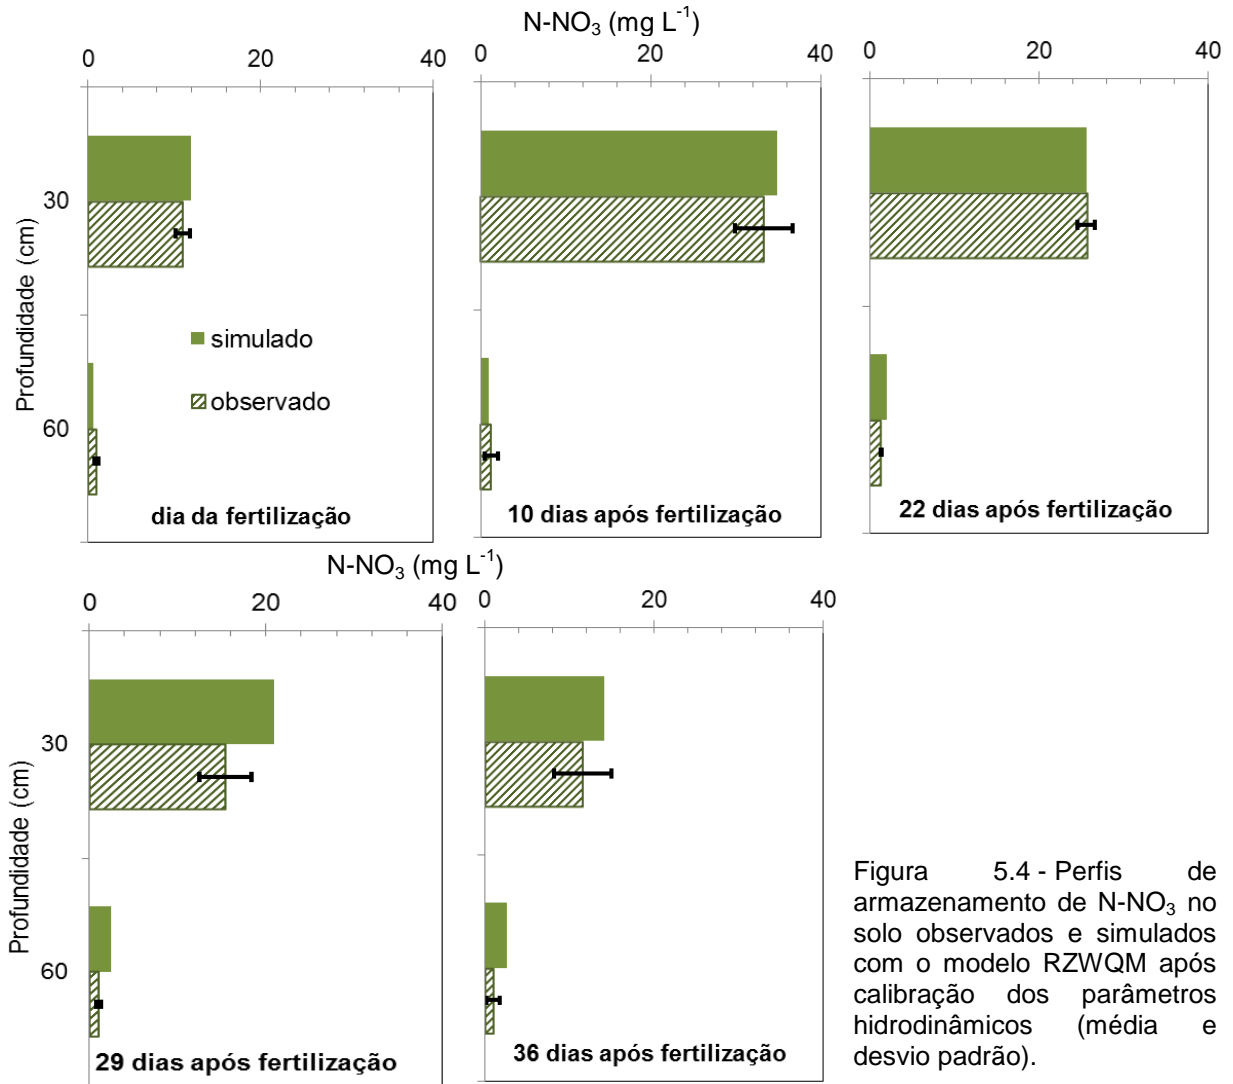 N-NO₃ (mg L⁻¹)
0 20 40
0 20 40
0 20 40
Profundidade (cm)
30
60
simulado
observado
dia da fertilização
10 dias após fertilização
22 dias após fertilização
N-NO₃ (mg L⁻¹)
0 20 40
0 20 40
Profundidade (cm)
30
60
29 dias após fertilização
36 dias após fertilização
Figura 5.4 - Perfis de
armazenamento de N-NO₃ no
solo observados e simulados
com o modelo RZWQM após
calibração dos parâmetros
hidrodinâmicos (média e
desvio padrão).